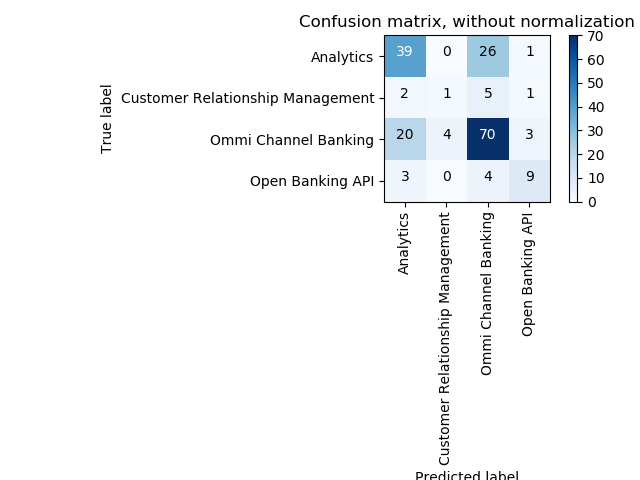 Confusion matrix, without normalization
True label
Analytics 39 0 26 1
Customer Relationship Management 2 1 5 1
Ommi Channel Banking 20 4 70 3
Open Banking API 3 0 4 9
Analytics
Customer Relationship Management
Ommi Channel Banking
Open Banking API
Predicted label
70
60
50
40
30
20
10
0